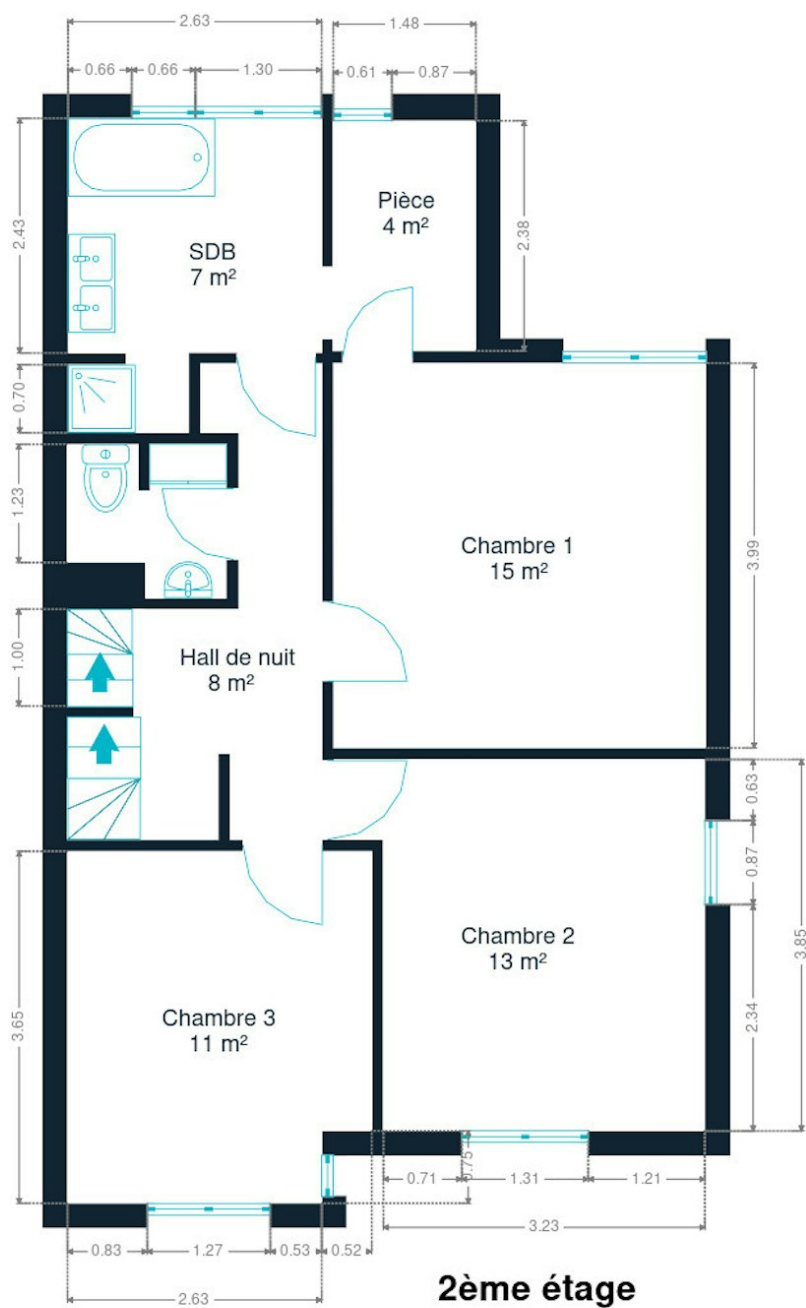 2.63
1.48
0.66
0.66
1.30
0.61
0.87
2.43
2.38
Pièce
4 m²
SDB
7 m²
0.70
1.23
3.99
Chambre 1
15 m²
1.00
Hall de nuit
8 m²
0.63
0.87
3.85
2.34
Chambre 2
13 m²
3.65
Chambre 3
11 m²
0.75
0.71
1.31
1.21
3.23
0.83
1.27
0.53
0.52
2.63
2ème étage